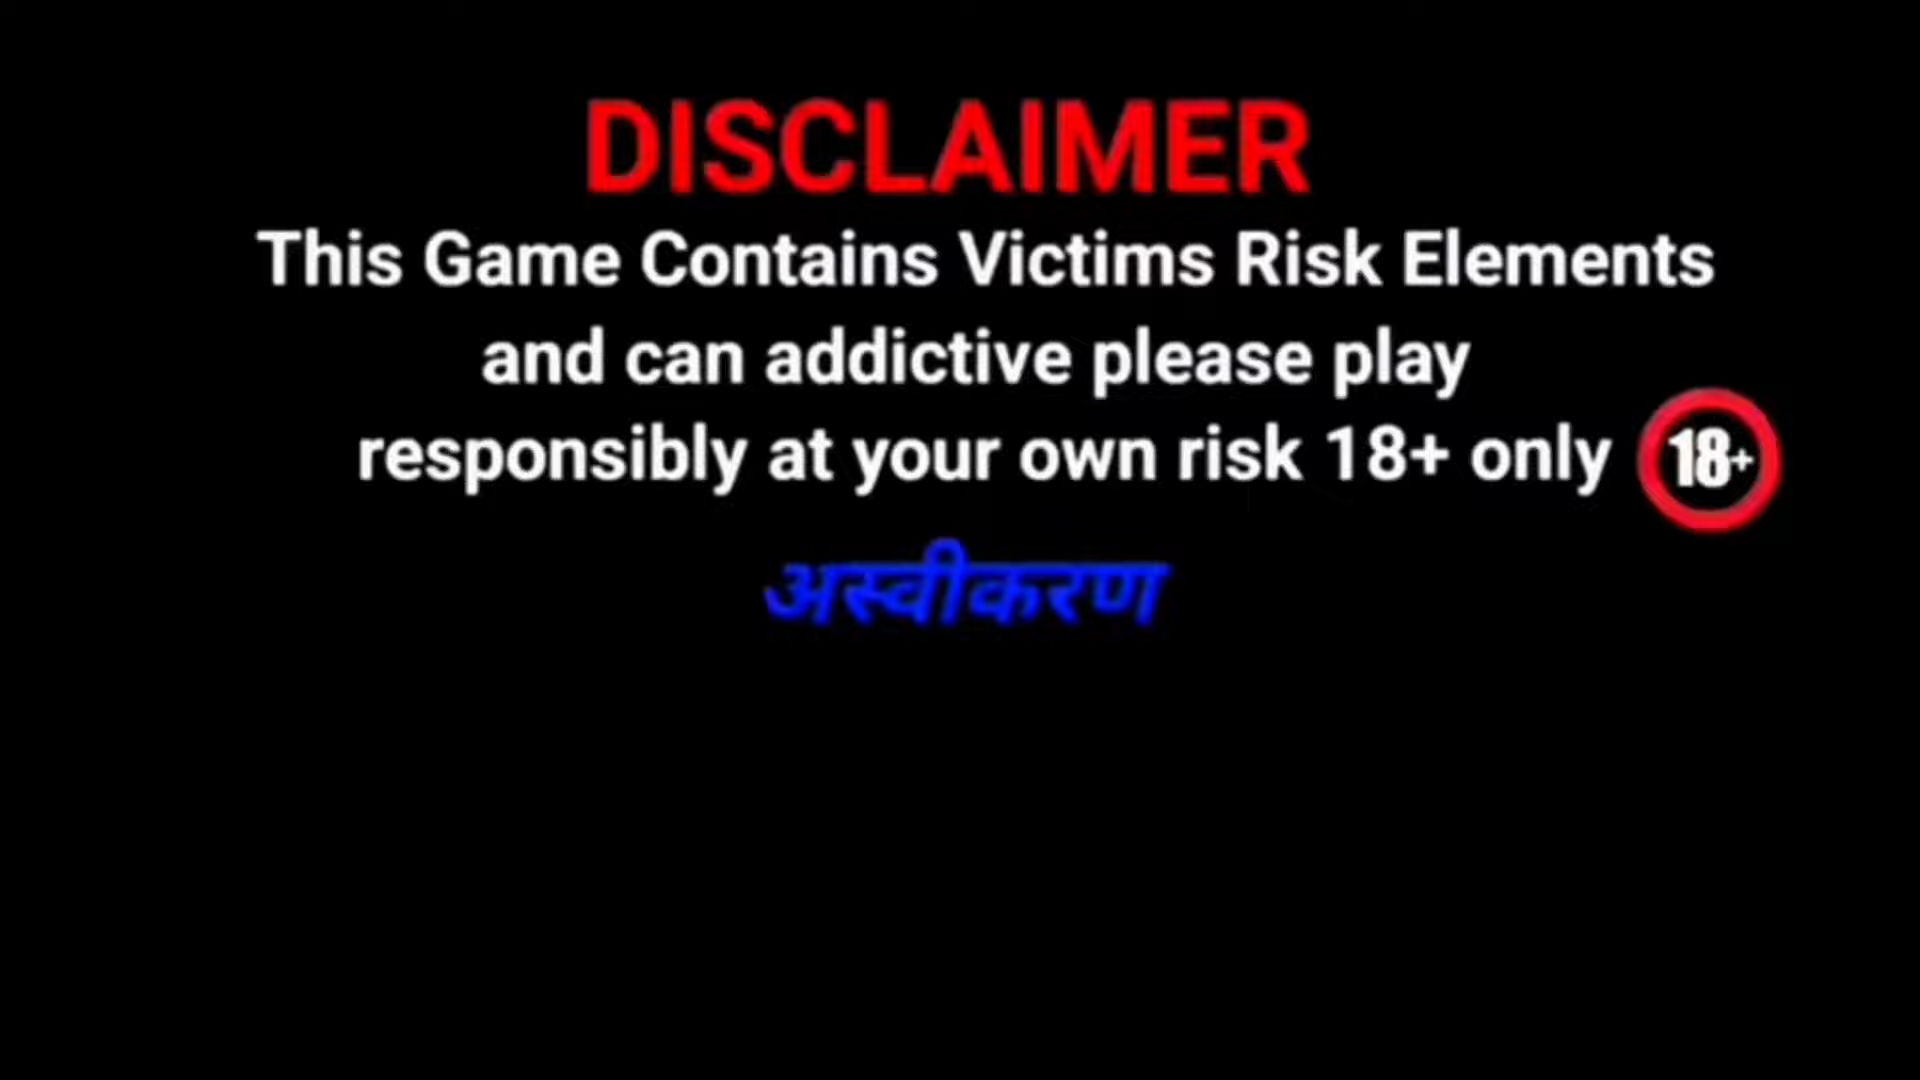 DISCLAIMER
This Game Contains Victims Risk Elements
and can addictive please play
responsibly at your own risk 18+ only 18+
अस्वीकरण